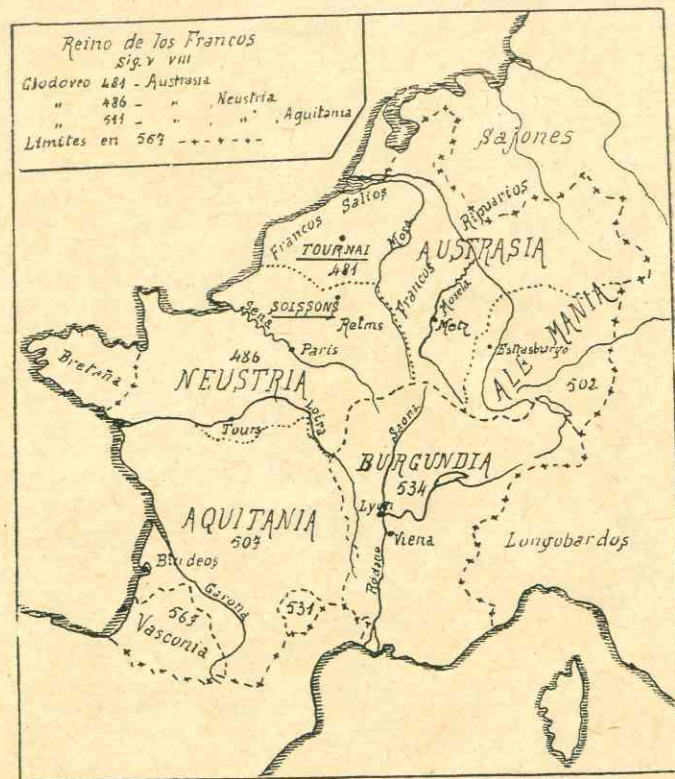 Reino de los Francos
Sig. V VIII
Clodoveo 481 - Austrasia
" 486 - " , Neustria
" 511 - " , " , Aquitania
Limites en 567 -+-+-+-
Sajones
Francos Salios
Ripuarios
TOURNAI
481
Mosa
AUSTRASIA
Francos
SOISSONS
Sena
Reims
Mosela
Metz
Estrasburgo
ALEMANIA
502
Paris
Bretaña
486
NEUSTRIA
Loira
Tours
Saona
BURGUNDIA
534
Lyon
Viena
Longobardos
AQUITANIA
507
Burdeos
Garona
Ródano
531
567
Vasconia